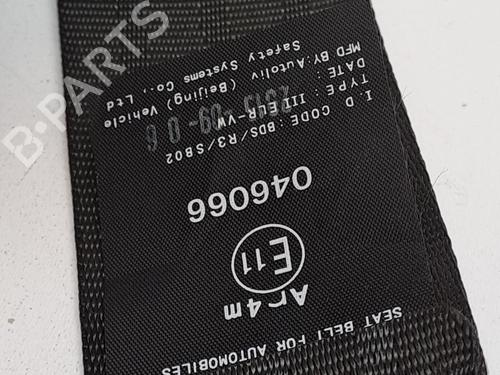 SEAT BELT FOR AUTOMOBILES
Ar4m
E11
046066
I D CODE : BDS/R3/SB02
TYPE : III ELR-VW
DATE : 2015-09-06
MFD BY: Autoliv (Beijing) Vehicle
Safety Systems Co., Ltd
B-PARTS